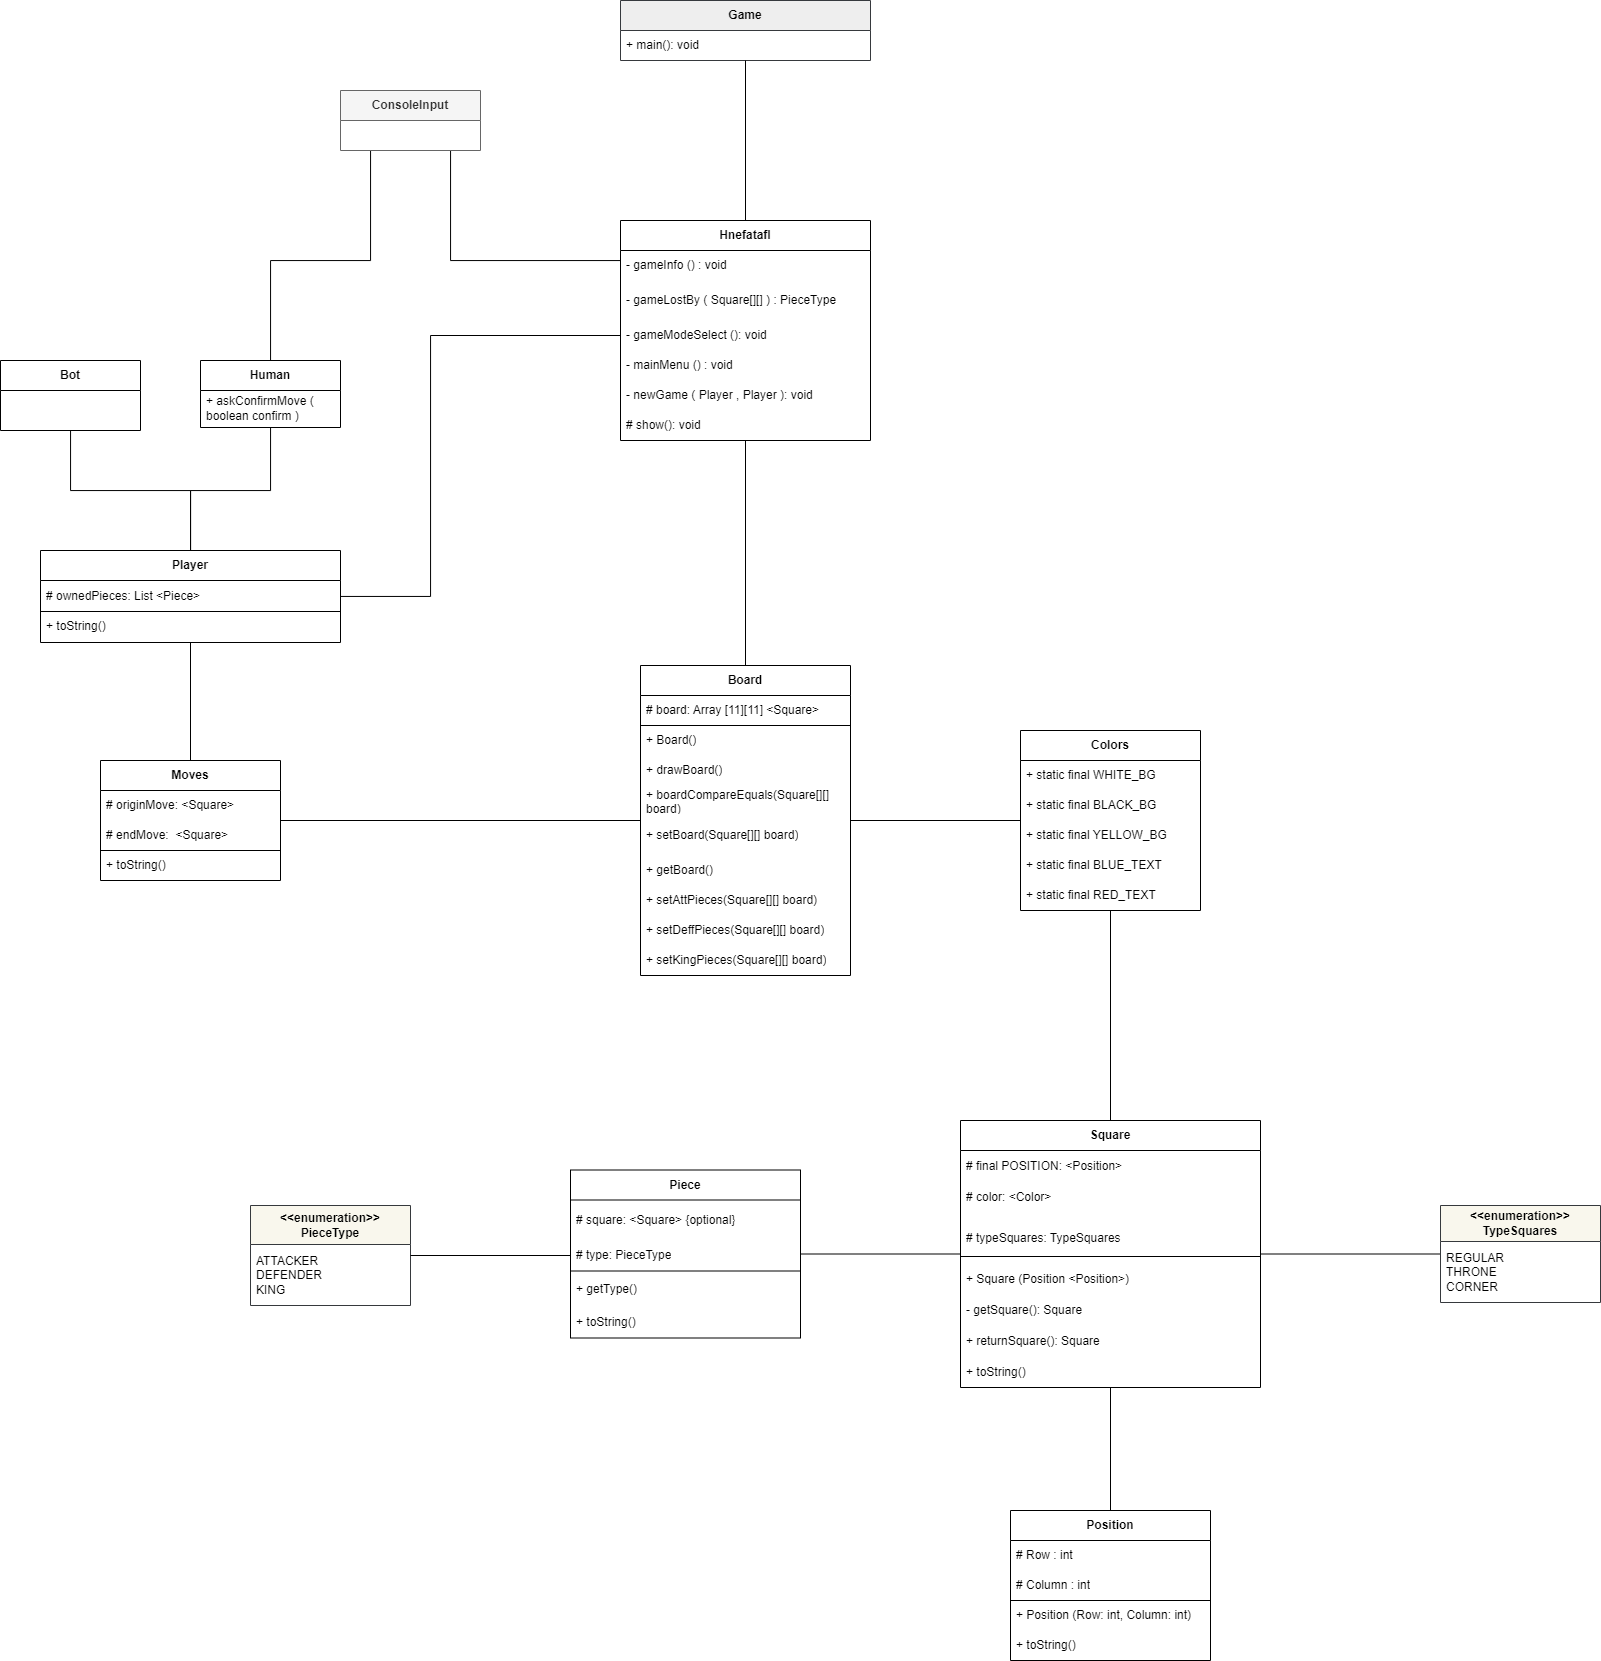 Game
+ main(): void
ConsoleInput
Hnefatafl
- gameInfo () : void
- gameLostBy ( Square[][] ) : PieceType
- gameModeSelect (): void
- mainMenu () : void
- newGame ( Player , Player ): void
# show(): void
Bot
Human
+ askConfirmMove (
boolean confirm )
Player
# ownedPieces: List <Piece>
+ toString()
Moves
# originMove: <Square>
# endMove:  <Square>
+ toString()
Board
# board: Array [11][11] <Square>
+ Board()
+ drawBoard()
+ boardCompareEquals(Square[][]
board)
+ setBoard(Square[][] board)
+ getBoard()
+ setAttPieces(Square[][] board)
+ setDeffPieces(Square[][] board)
+ setKingPieces(Square[][] board)
Colors
+ static final WHITE_BG
+ static final BLACK_BG
+ static final YELLOW_BG
+ static final BLUE_TEXT
+ static final RED_TEXT
<<enumeration>>
PieceType
ATTACKER
DEFENDER
KING
Piece
# square: <Square> {optional}
# type: PieceType
+ getType()
+ toString()
Square
# final POSITION: <Position>
# color: <Color>
# typeSquares: TypeSquares
+ Square (Position <Position>)
- getSquare(): Square
+ returnSquare(): Square
+ toString()
<<enumeration>>
TypeSquares
REGULAR
THRONE
CORNER
Position
# Row : int
# Column : int
+ Position (Row: int, Column: int)
+ toString()